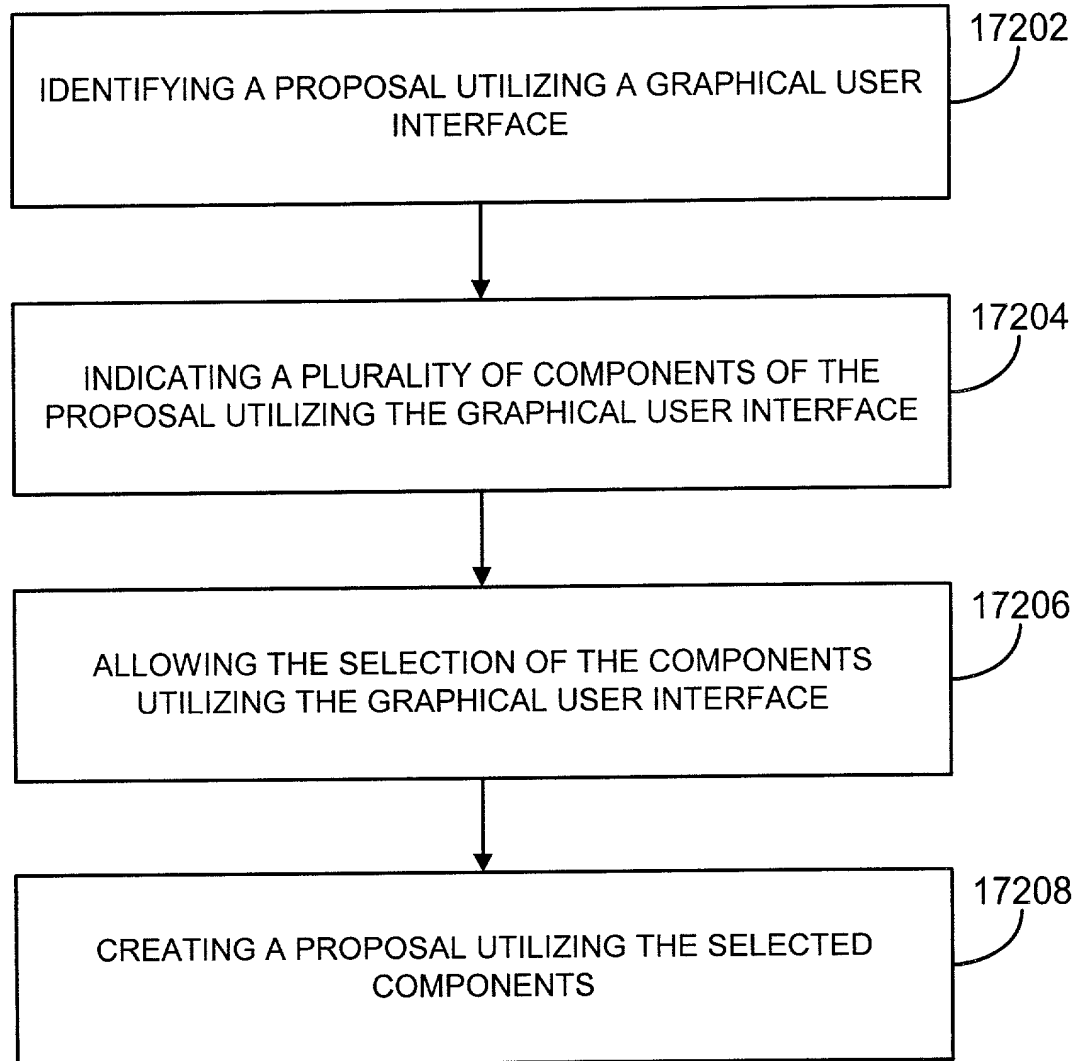 17202
IDENTIFYING A PROPOSAL UTILIZING A GRAPHICAL USER
INTERFACE
17204
INDICATING A PLURALITY OF COMPONENTS OF THE
PROPOSAL UTILIZING THE GRAPHICAL USER INTERFACE
17206
ALLOWING THE SELECTION OF THE COMPONENTS
UTILIZING THE GRAPHICAL USER INTERFACE
17208
CREATING A PROPOSAL UTILIZING THE SELECTED
COMPONENTS